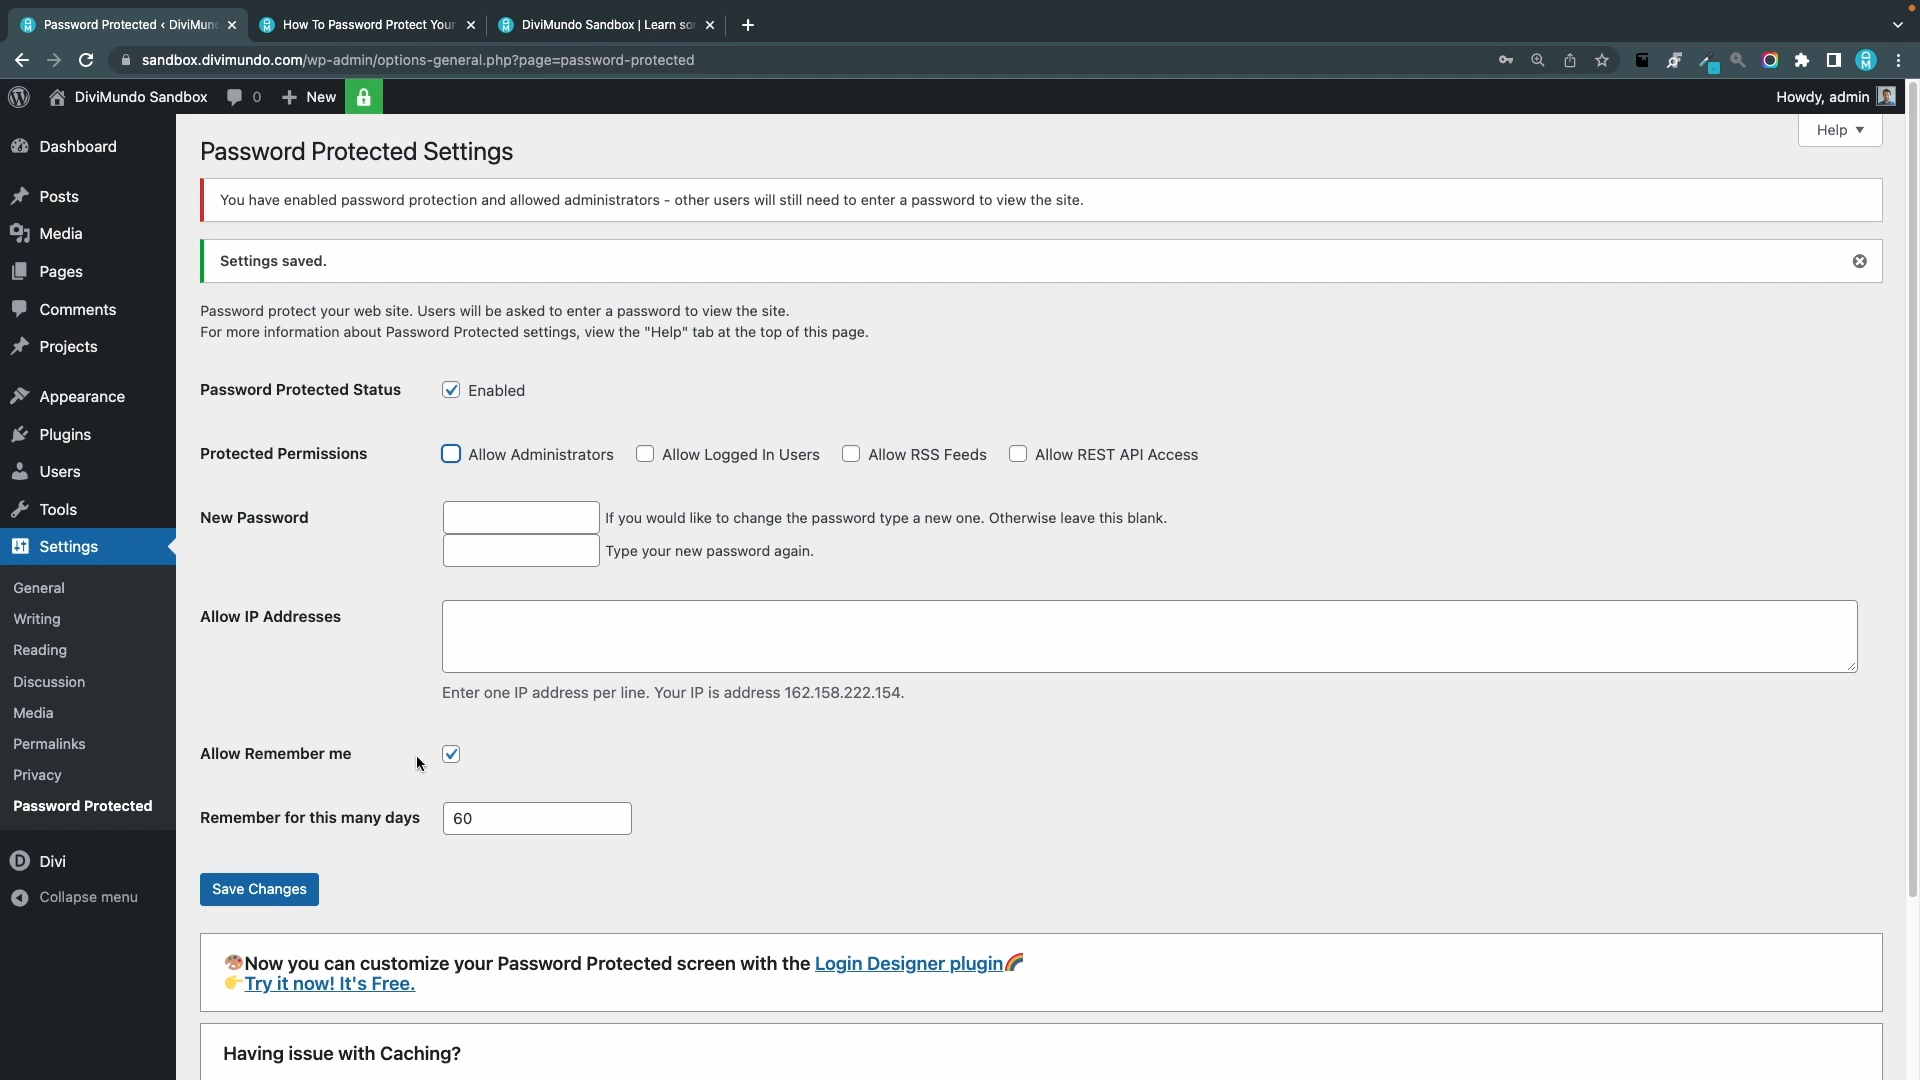 Password Protected ‹ DiviMun
How To Password Protect Your
DiviMundo Sandbox | Learn so
sandbox.divimundo.com/wp-admin/options-general.php?page=password-protected
DiviMundo Sandbox
0
New
Howdy, admin
Help
Dashboard
Posts
Media
Pages
Comments
Projects
Appearance
Plugins
Users
Tools
Settings
General
Writing
Reading
Discussion
Media
Permalinks
Privacy
Password Protected
Divi
Collapse menu
Password Protected Settings
You have enabled password protection and allowed administrators - other users will still need to enter a password to view the site.
Settings saved.
Password protect your web site. Users will be asked to enter a password to view the site.
For more information about Password Protected settings, view the "Help" tab at the top of this page.
Password Protected Status Enabled
Protected Permissions Allow Administrators Allow Logged In Users Allow RSS Feeds Allow REST API Access
New Password If you would like to change the password type a new one. Otherwise leave this blank.
Type your new password again.
Allow IP Addresses
Enter one IP address per line. Your IP is address 162.158.222.154.
Allow Remember me
Remember for this many days 60
Save Changes
🎨Now you can customize your Password Protected screen with the Login Designer plugin🌈
👉Try it now! It's Free.
Having issue with Caching?